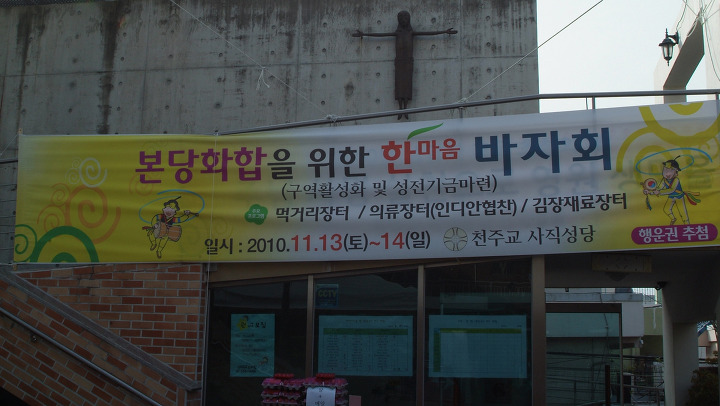 본당화합을 위한 한마음 바자회
(구역활성화 및 성전기금마련)
먹거리장터 / 의류장터(인디안협찬) / 김장재료장터
일시 : 2010. 11.13(토)~14(일) 천주교 사직성당
행운권 추첨
CCTV